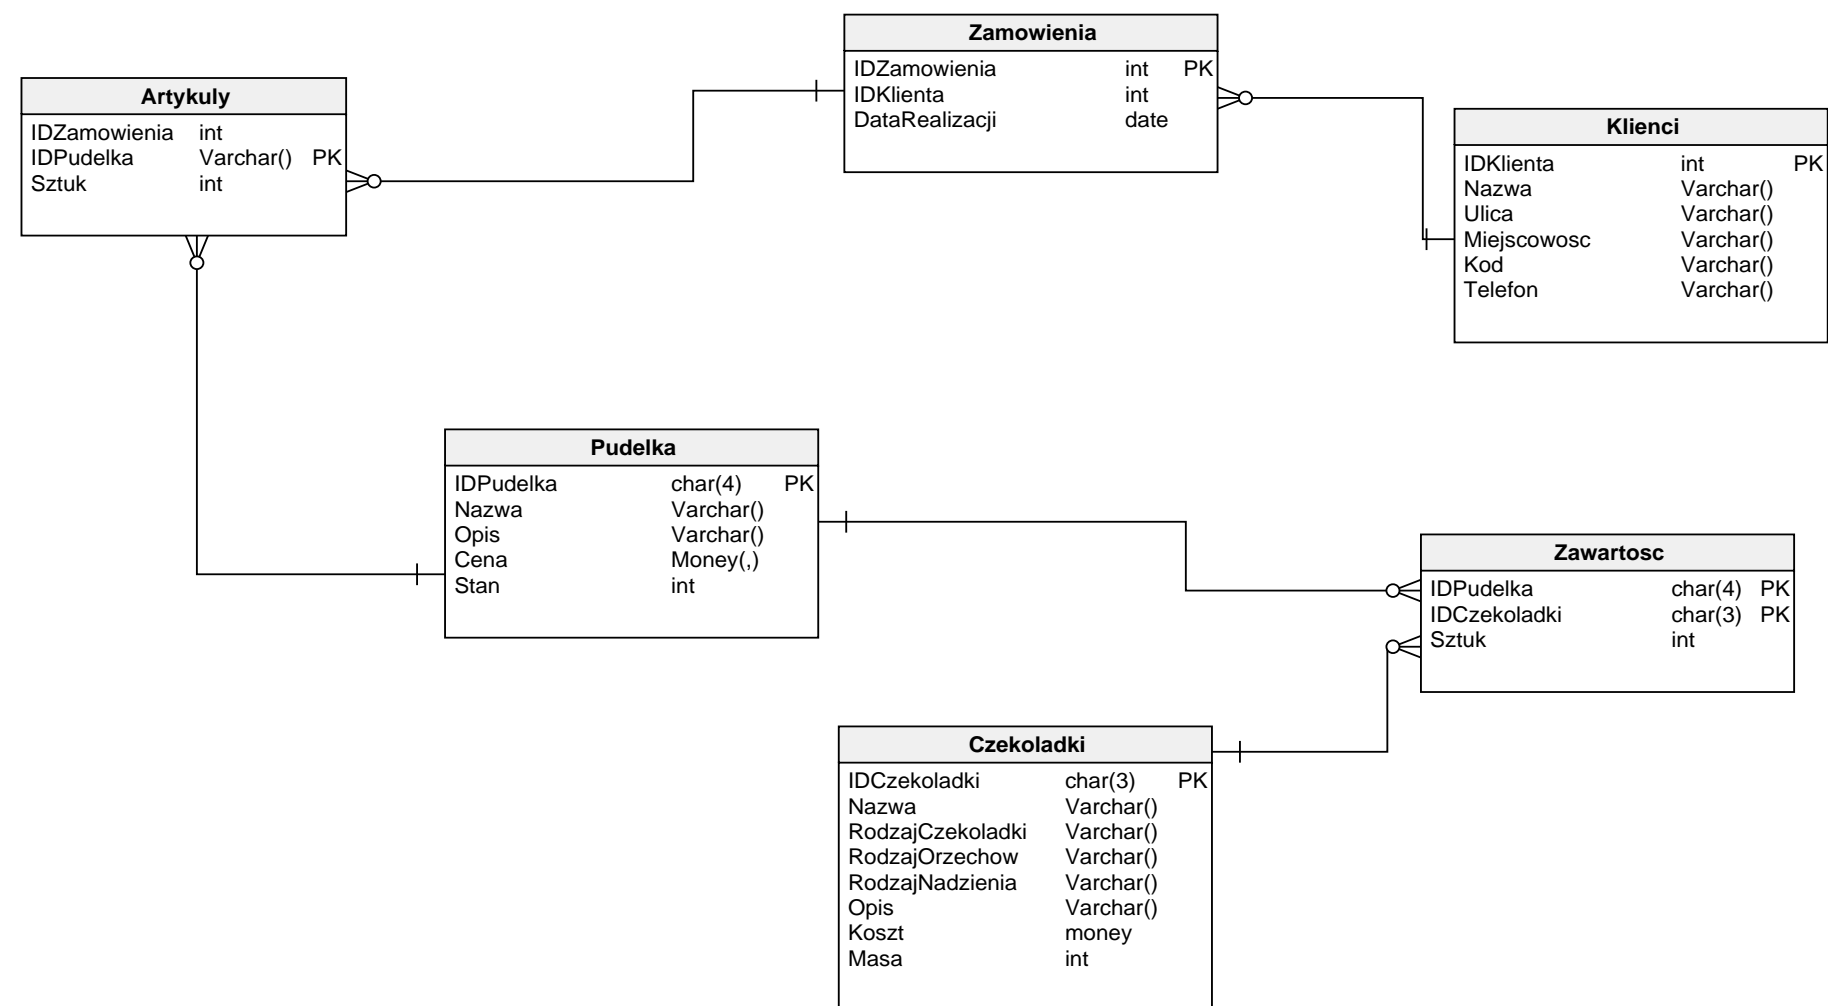 Zamowienia
IDZamowienia int PK
IDKlienta int
DataRealizacji date
Artykuly
IDZamowienia int
IDPudelka Varchar() PK
Sztuk int
Klienci
IDKlienta int PK
Nazwa Varchar()
Ulica Varchar()
Miejscowosc Varchar()
Kod Varchar()
Telefon Varchar()
Pudelka
IDPudelka char(4) PK
Nazwa Varchar()
Opis Varchar()
Cena Money(,)
Stan int
Zawartosc
IDPudelka char(4) PK
IDCzekoladki char(3) PK
Sztuk int
Czekoladki
IDCzekoladki char(3) PK
Nazwa Varchar()
RodzajCzekoladki Varchar()
RodzajOrzechow Varchar()
RodzajNadzienia Varchar()
Opis Varchar()
Koszt money
Masa int